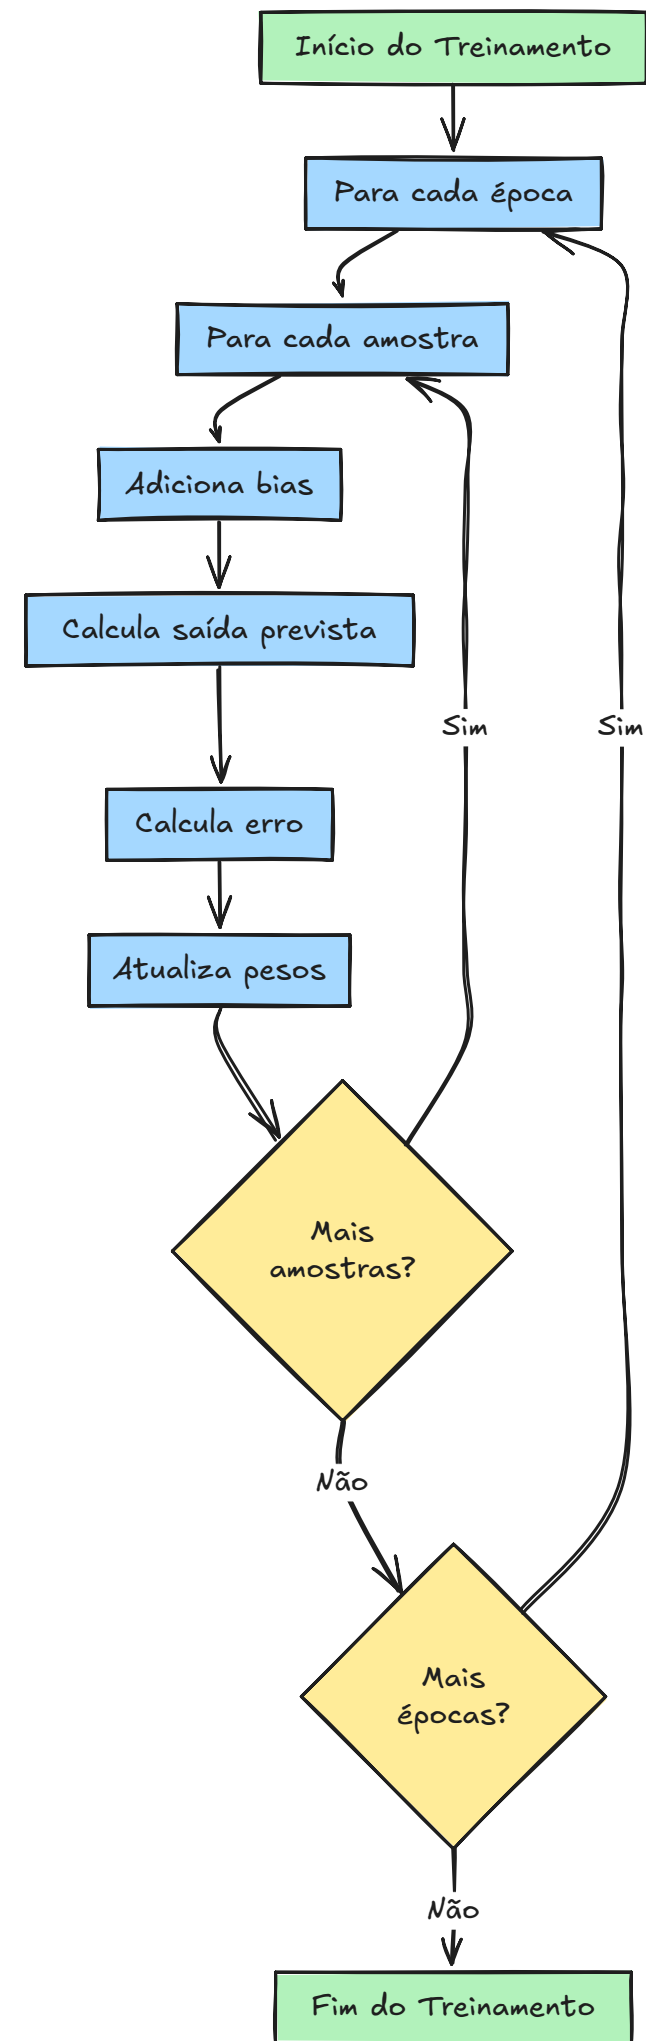 Início do Treinamento
Para cada época
Para cada amostra
Adiciona bias
Calcula saída prevista
Sim
Sim
Calcula erro
Atualiza pesos
Mais
amostras?
Não
Mais
épocas?
Não
Fim do Treinamento